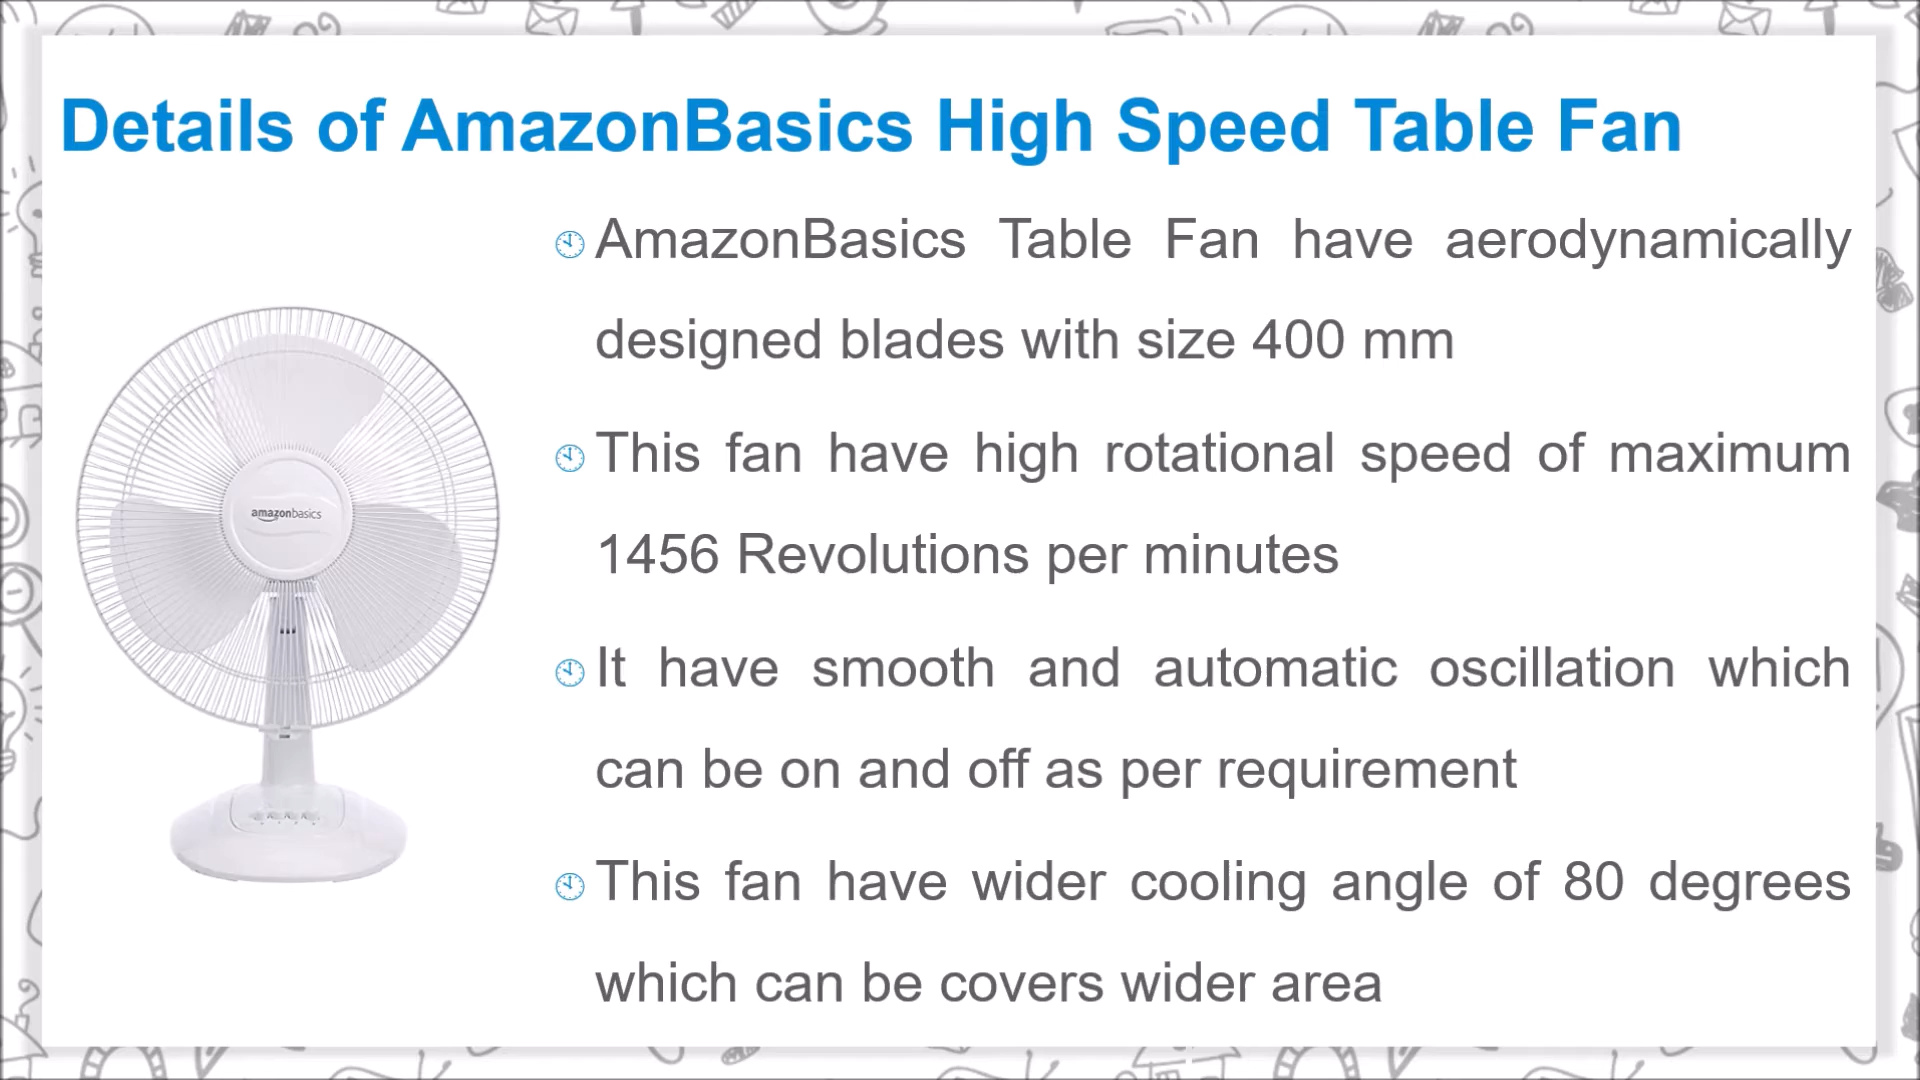 Details of AmazonBasics High Speed Table Fan
AmazonBasics Table Fan have aerodynamically
designed blades with size 400 mm
This fan have high rotational speed of maximum
1456 Revolutions per minutes
It have smooth and automatic oscillation which
can be on and off as per requirement
This fan have wider cooling angle of 80 degrees
which can be covers wider area
amazonbasics